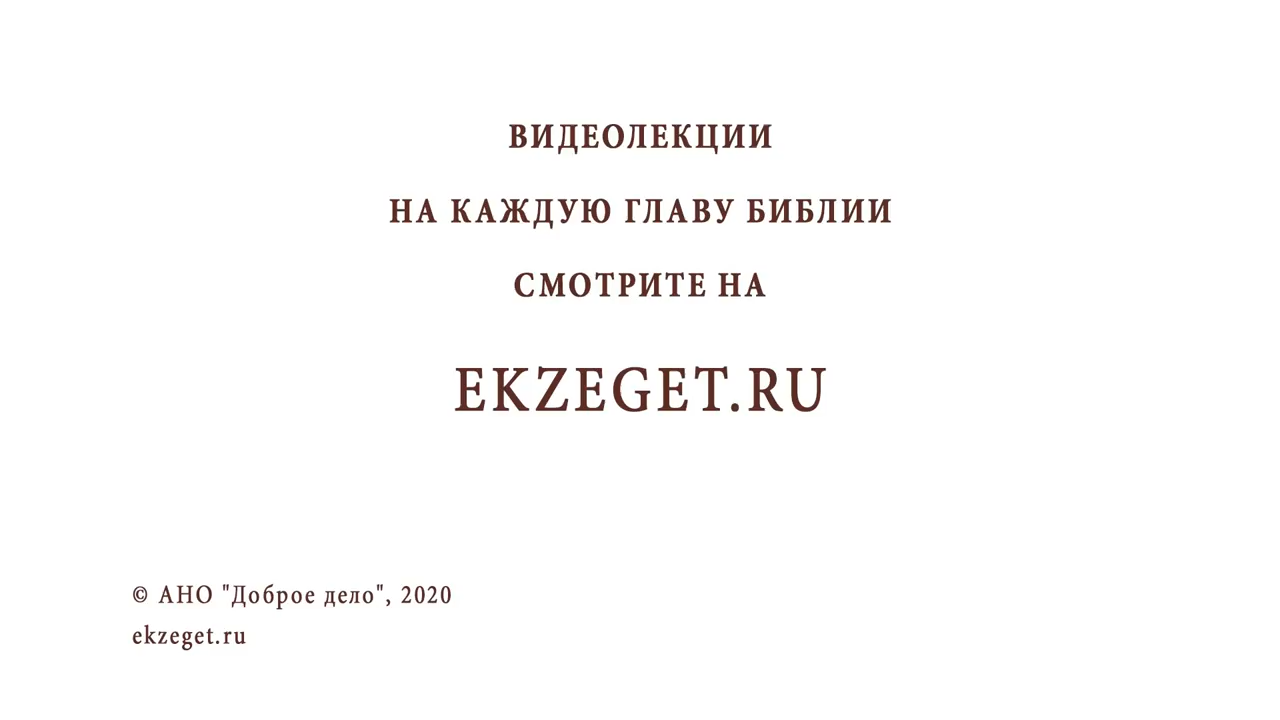 ВИДЕОЛЕКЦИИ
НА КАЖДУЮ ГЛАВУ БИБЛИИ
СМОТРИТЕ НА
EKZEGET.RU
© АНО "Доброе дело", 2020
ekzeget.ru